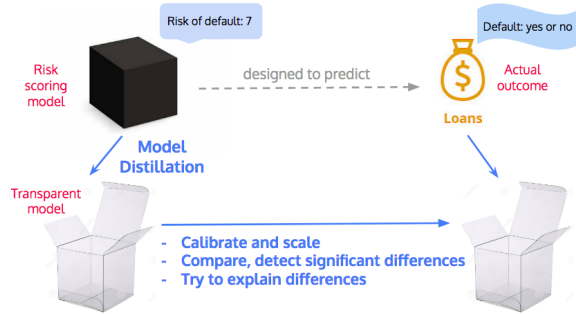 Risk of default: 7
Default: yes or no
Risk
scoring
model
designed to predict
$
Actual
outcome
Loans
Model
Distillation
Transparent
model
- Calibrate and scale
- Compare, detect significant differences
- Try to explain differences